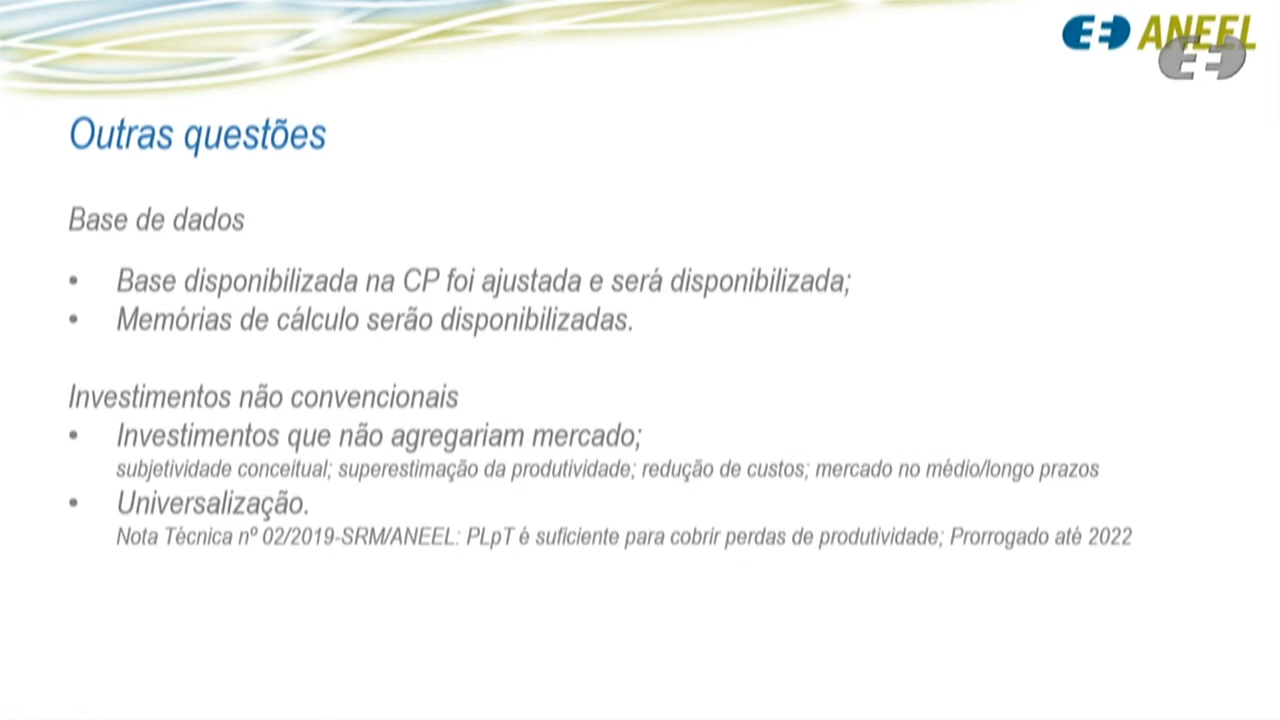 ANEEL
Outras questões
Base de dados
• Base disponibilizada na CP foi ajustada e será disponibilizada;
• Memórias de cálculo serão disponibilizadas.
Investimentos não convencionais
• Investimentos que não agregariam mercado;
subjetividade conceitual; superestimação da produtividade; redução de custos; mercado no médio/longo prazos
• Universalização.
Nota Técnica nº 02/2019-SRM/ANEEL: PLpT é suficiente para cobrir perdas de produtividade; Prorrogado até 2022